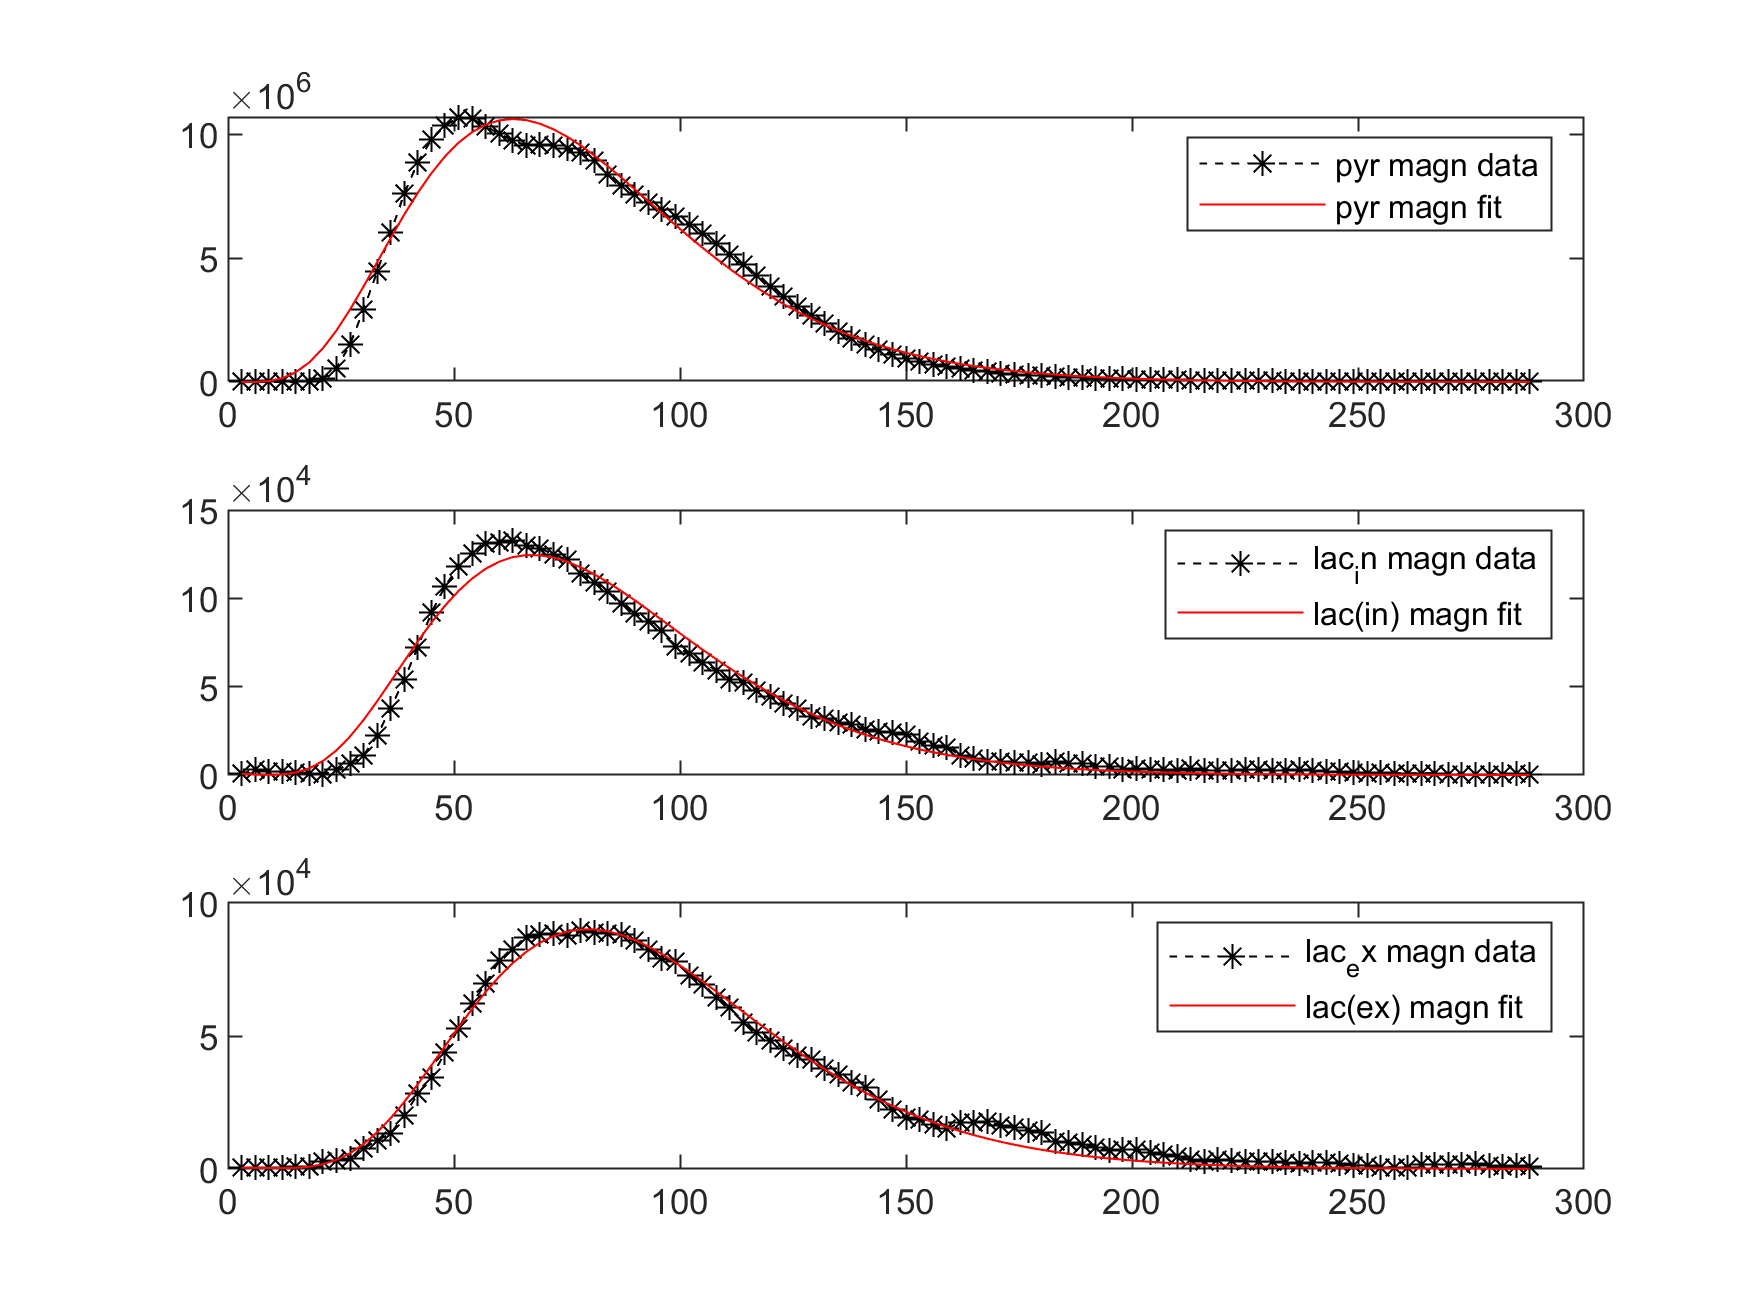 ×10^6
10
5
0
0 50 100 150 200 250 300
pyr magn data
pyr magn fit
×10^4
15
10
5
0
0 50 100 150 200 250 300
lac_in magn data
lac(in) magn fit
×10^4
10
5
0
0 50 100 150 200 250 300
lac_ex magn data
lac(ex) magn fit